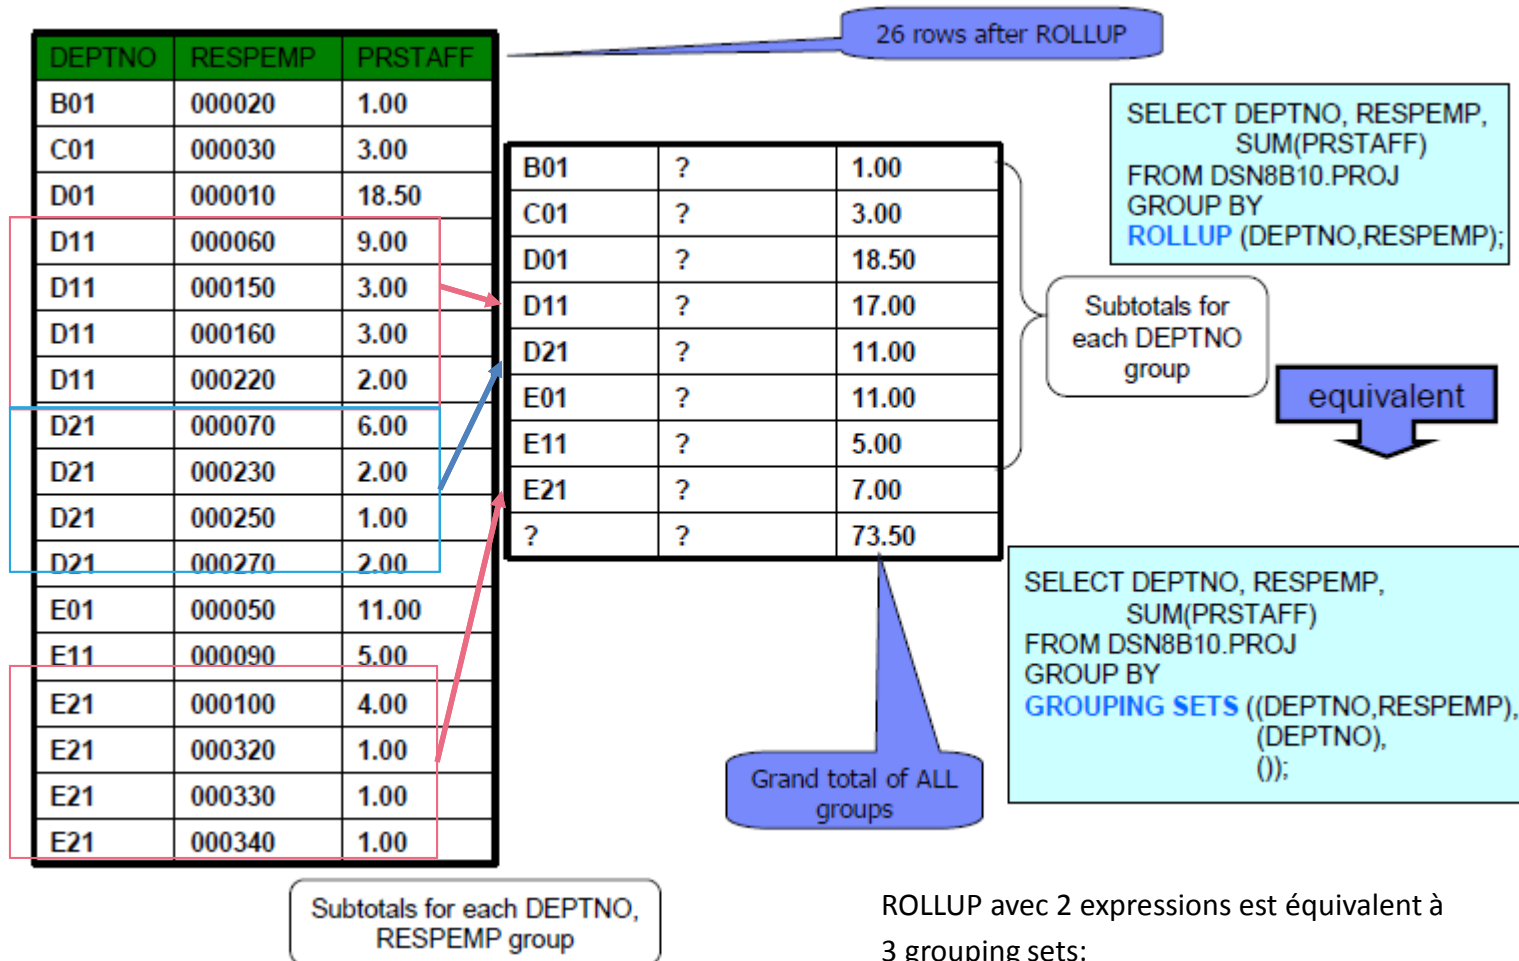 26 rows after ROLLUP
DEPTNO RESPEMP PRSTAFF
B01 000020 1.00
C01 000030 3.00
D01 000010 18.50
D11 000060 9.00
D11 000150 3.00
D11 000160 3.00
D11 000220 2.00
D21 000070 6.00
D21 000230 2.00
D21 000250 1.00
D21 000270 2.00
E01 000050 11.00
E11 000090 5.00
E21 000100 4.00
E21 000320 1.00
E21 000330 1.00
E21 000340 1.00
Subtotals for each DEPTNO,
RESPEMP group
B01 ? 1.00
C01 ? 3.00
D01 ? 18.50
D11 ? 17.00
D21 ? 11.00
E01 ? 11.00
E11 ? 5.00
E21 ? 7.00
? ? 73.50
Subtotals for
each DEPTNO
group
Grand total of ALL
groups
SELECT DEPTNO, RESPEMP,
SUM(PRSTAFF)
FROM DSN8B10.PROJ
GROUP BY
ROLLUP (DEPTNO,RESPEMP);
equivalent
SELECT DEPTNO, RESPEMP,
SUM(PRSTAFF)
FROM DSN8B10.PROJ
GROUP BY
GROUPING SETS ((DEPTNO,RESPEMP),
(DEPTNO),
());
ROLLUP avec 2 expressions est équivalent à
3 grouping sets: